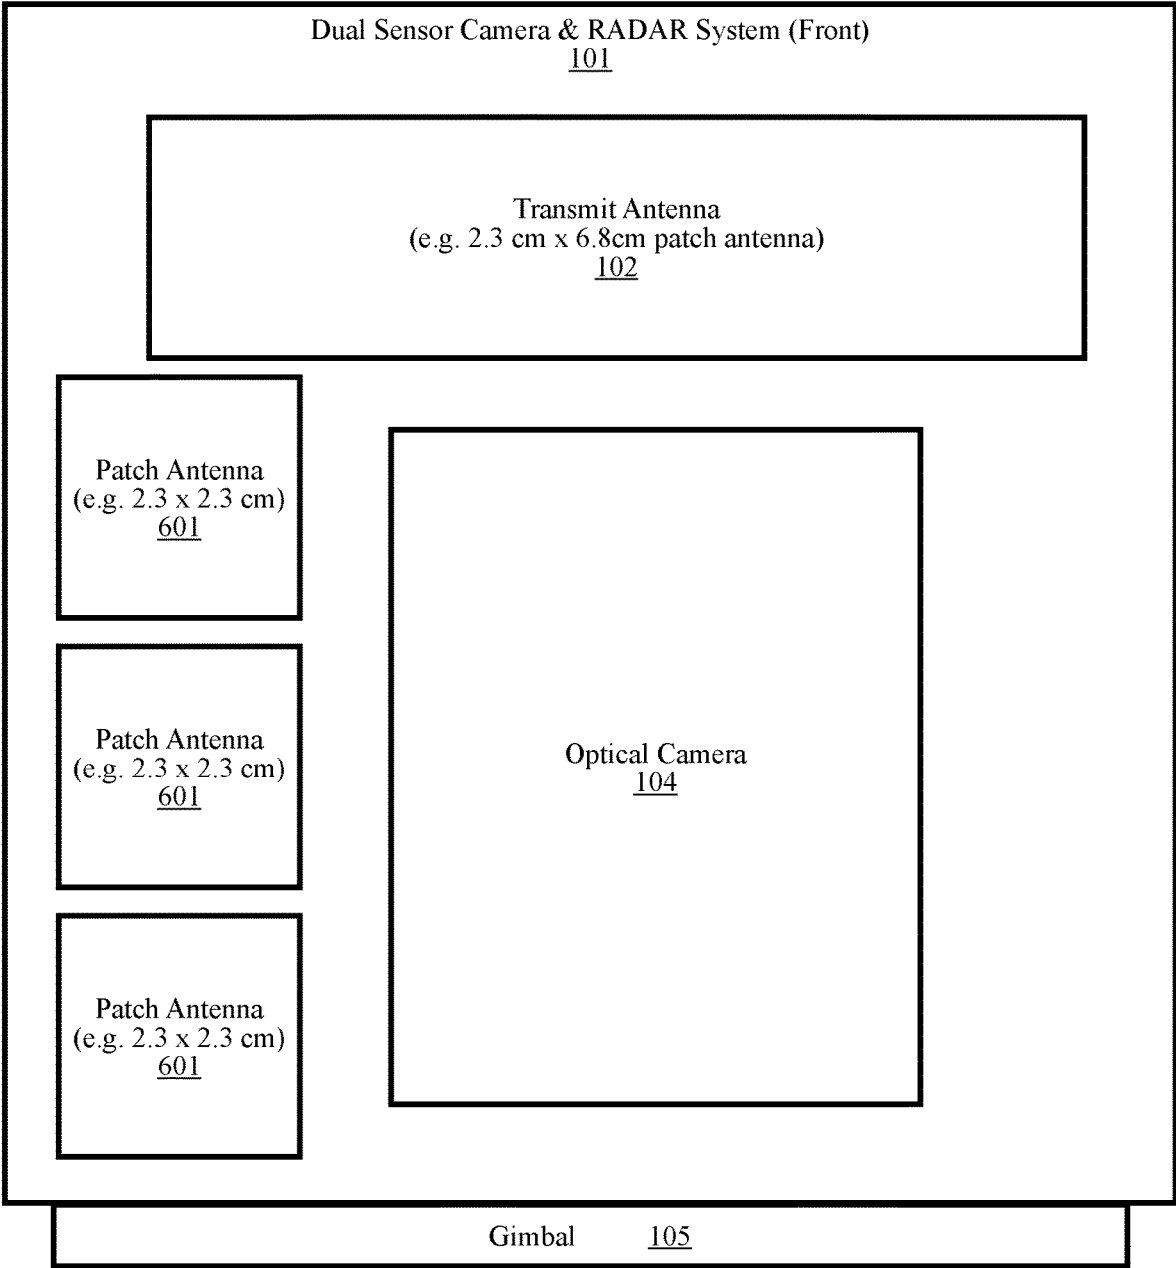 Dual Sensor Camera & RADAR System (Front)
101
Transmit Antenna
(e.g. 2.3 cm x 6.8cm patch antenna)
102
Patch Antenna
(e.g. 2.3 x 2.3 cm)
601
Patch Antenna
(e.g. 2.3 x 2.3 cm)
601
Patch Antenna
(e.g. 2.3 x 2.3 cm)
601
Optical Camera
104
Gimbal 105